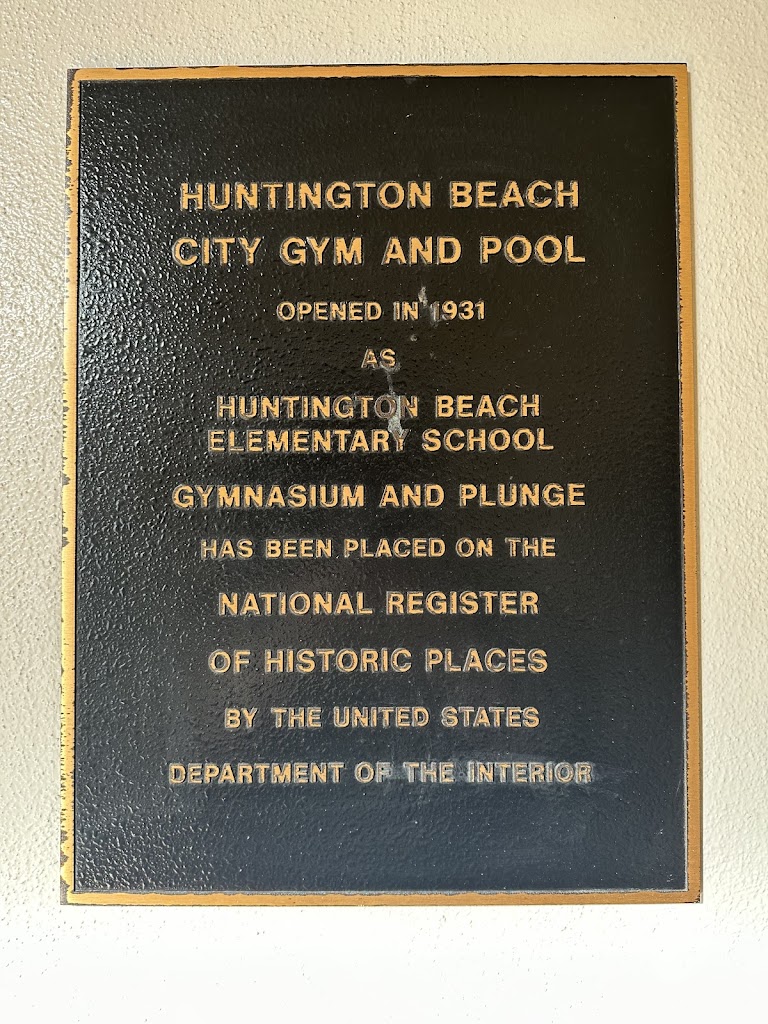 HUNTINGTON BEACH
CITY GYM AND POOL
OPENED IN 1931
AS
HUNTINGTON BEACH
ELEMENTARY SCHOOL
GYMNASIUM AND PLUNGE
HAS BEEN PLACED ON THE
NATIONAL REGISTER
OF HISTORIC PLACES
BY THE UNITED STATES
DEPARTMENT OF THE INTERIOR